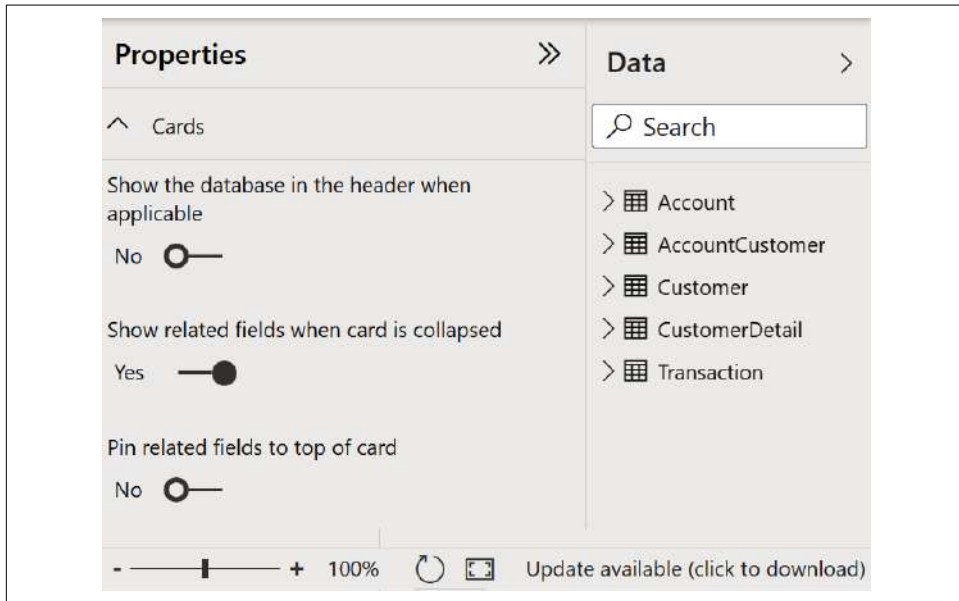 Properties
Cards
Show the database in the header when
applicable
No
Show related fields when card is collapsed
Yes
Pin related fields to top of card
No
Data
Search
Account
AccountCustomer
Customer
CustomerDetail
Transaction
- + 100%
Update available (click to download)